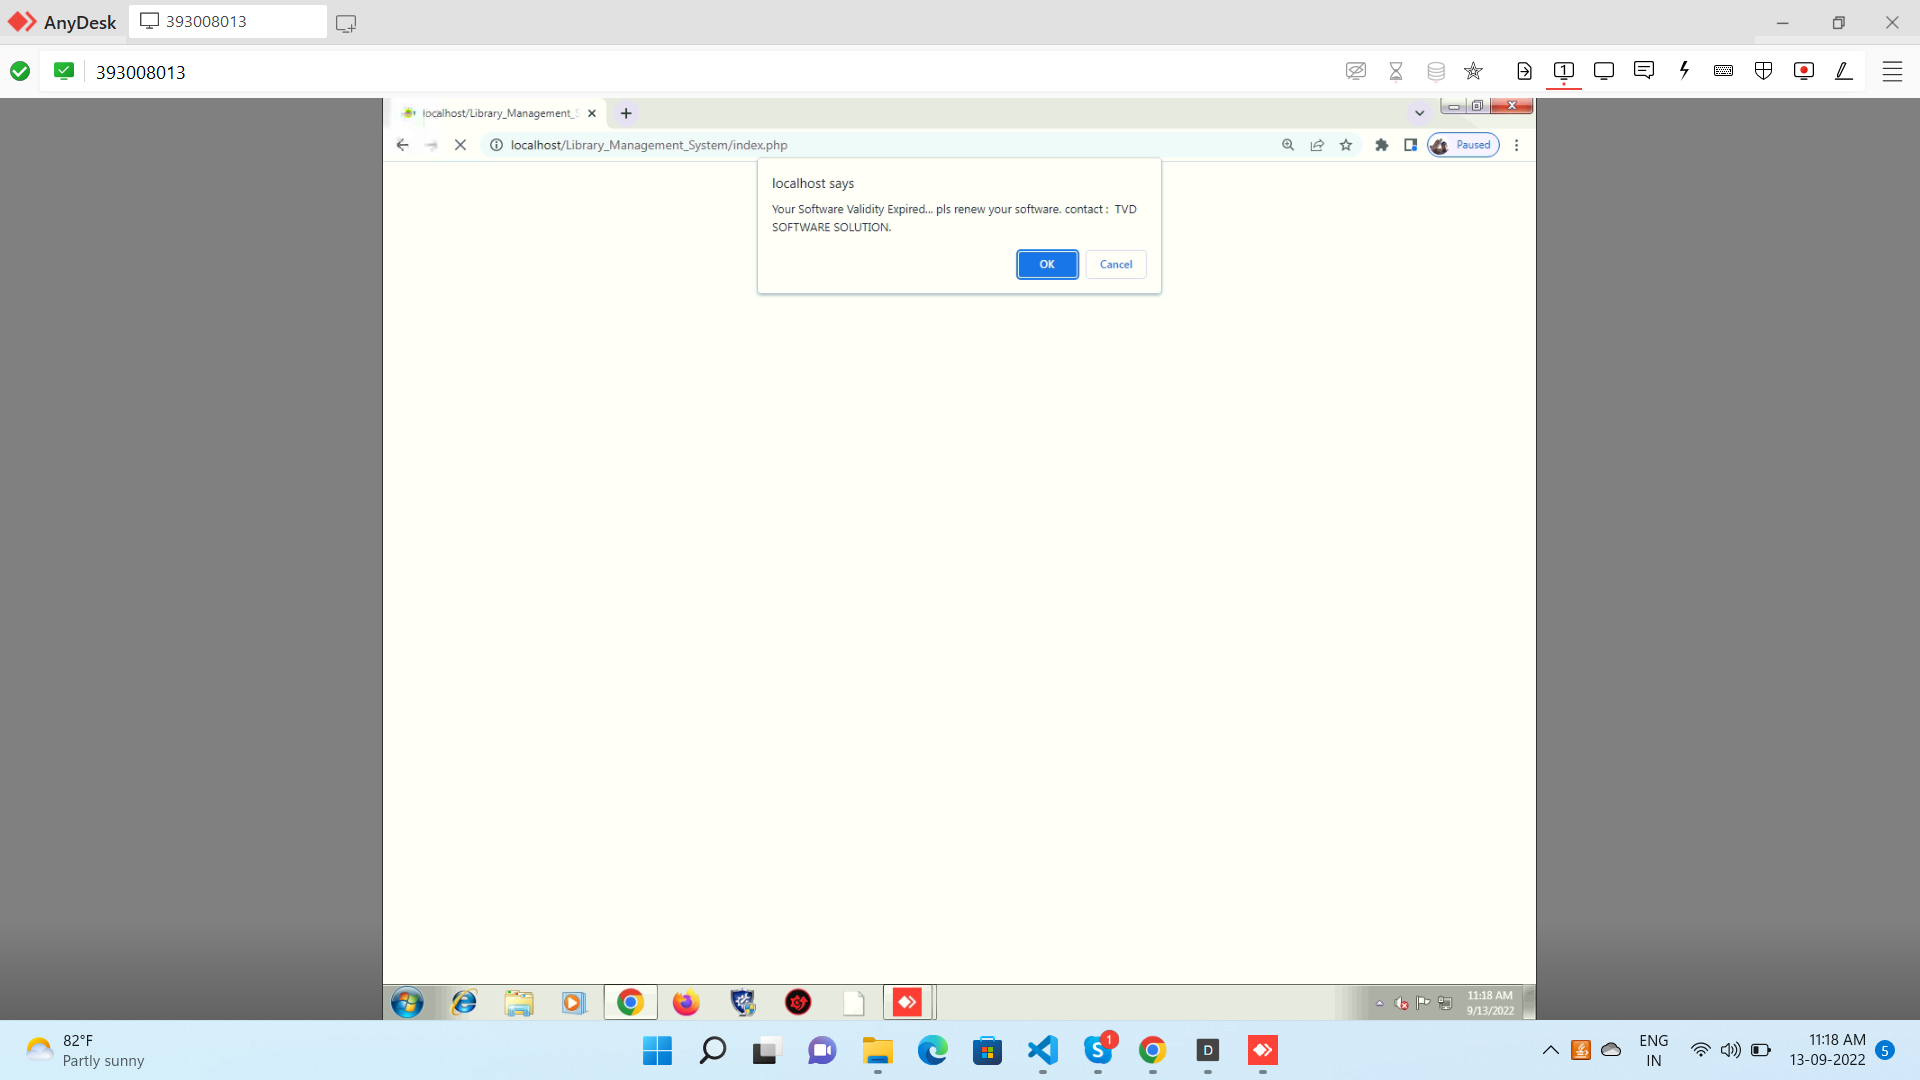 AnyDesk
393008013
393008013
localhost/Library_Management_S
localhost/Library_Management_System/index.php
Paused
localhost says
Your Software Validity Expired... pls renew your software. contact : TVD
SOFTWARE SOLUTION.
OK
Cancel
11:18 AM
9/13/2022
82°F
Partly sunny
1
D
ENG
IN
11:18 AM
13-09-2022
5